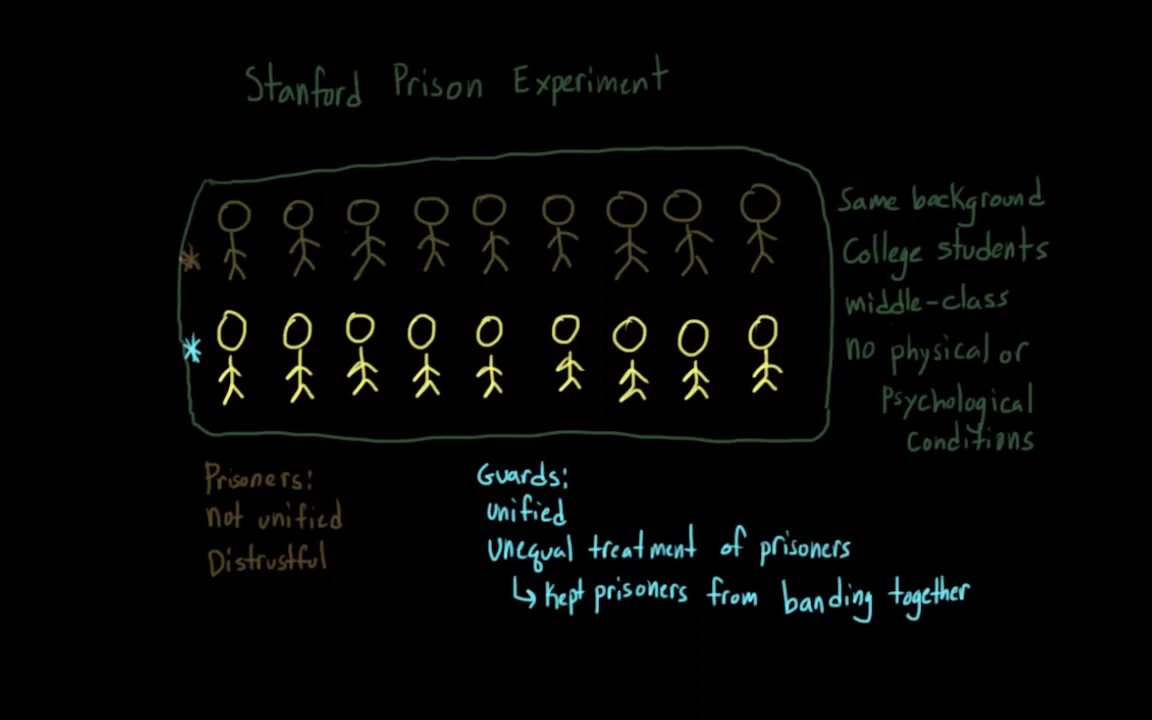 Stanford Prison Experiment
Same background
College students
middle-class
no physical or
Psychological
conditions
Prisoners:
not unified
Distrustful
Guards:
unified
unequal treatment of prisoners
↳ Kept prisoners from banding together